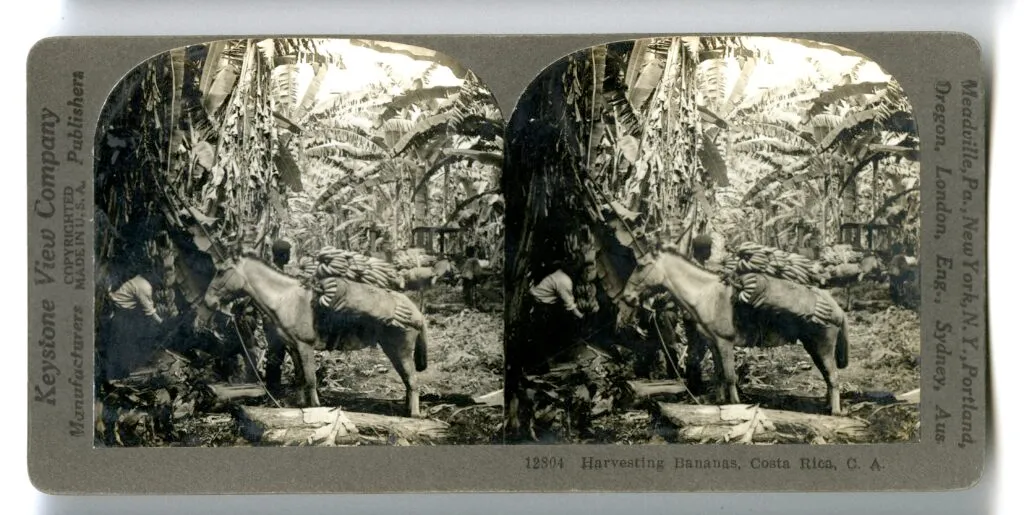 Keystone View Company
Manufacturers COPYRIGHTED MADE IN U.S.A. Publishers
Meadville, Pa., New York, N. Y., Portland,
Oregon, London, Eng., Sydney, Aus
12804 Harvesting Bananas, Costa Rica, C. A.